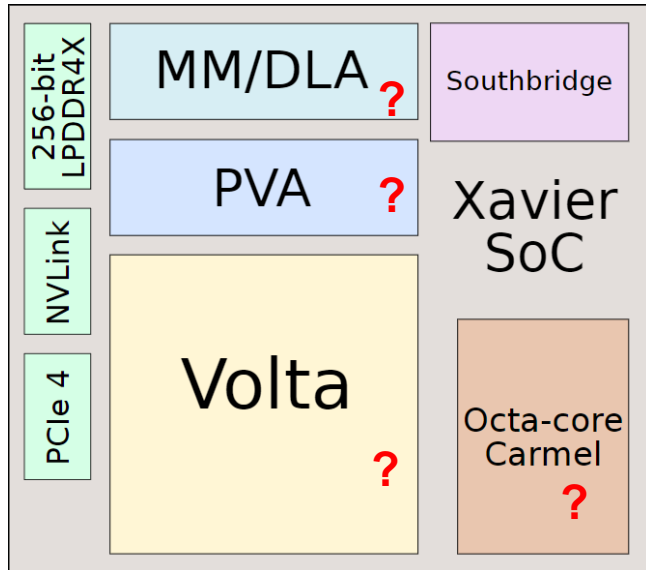 256-bit
LPDDR4X
MM/DLA
?
Southbridge
PVA
?
Xavier
SoC
NVLink
Volta
?
PCIe 4
Octa-core
Carmel
?